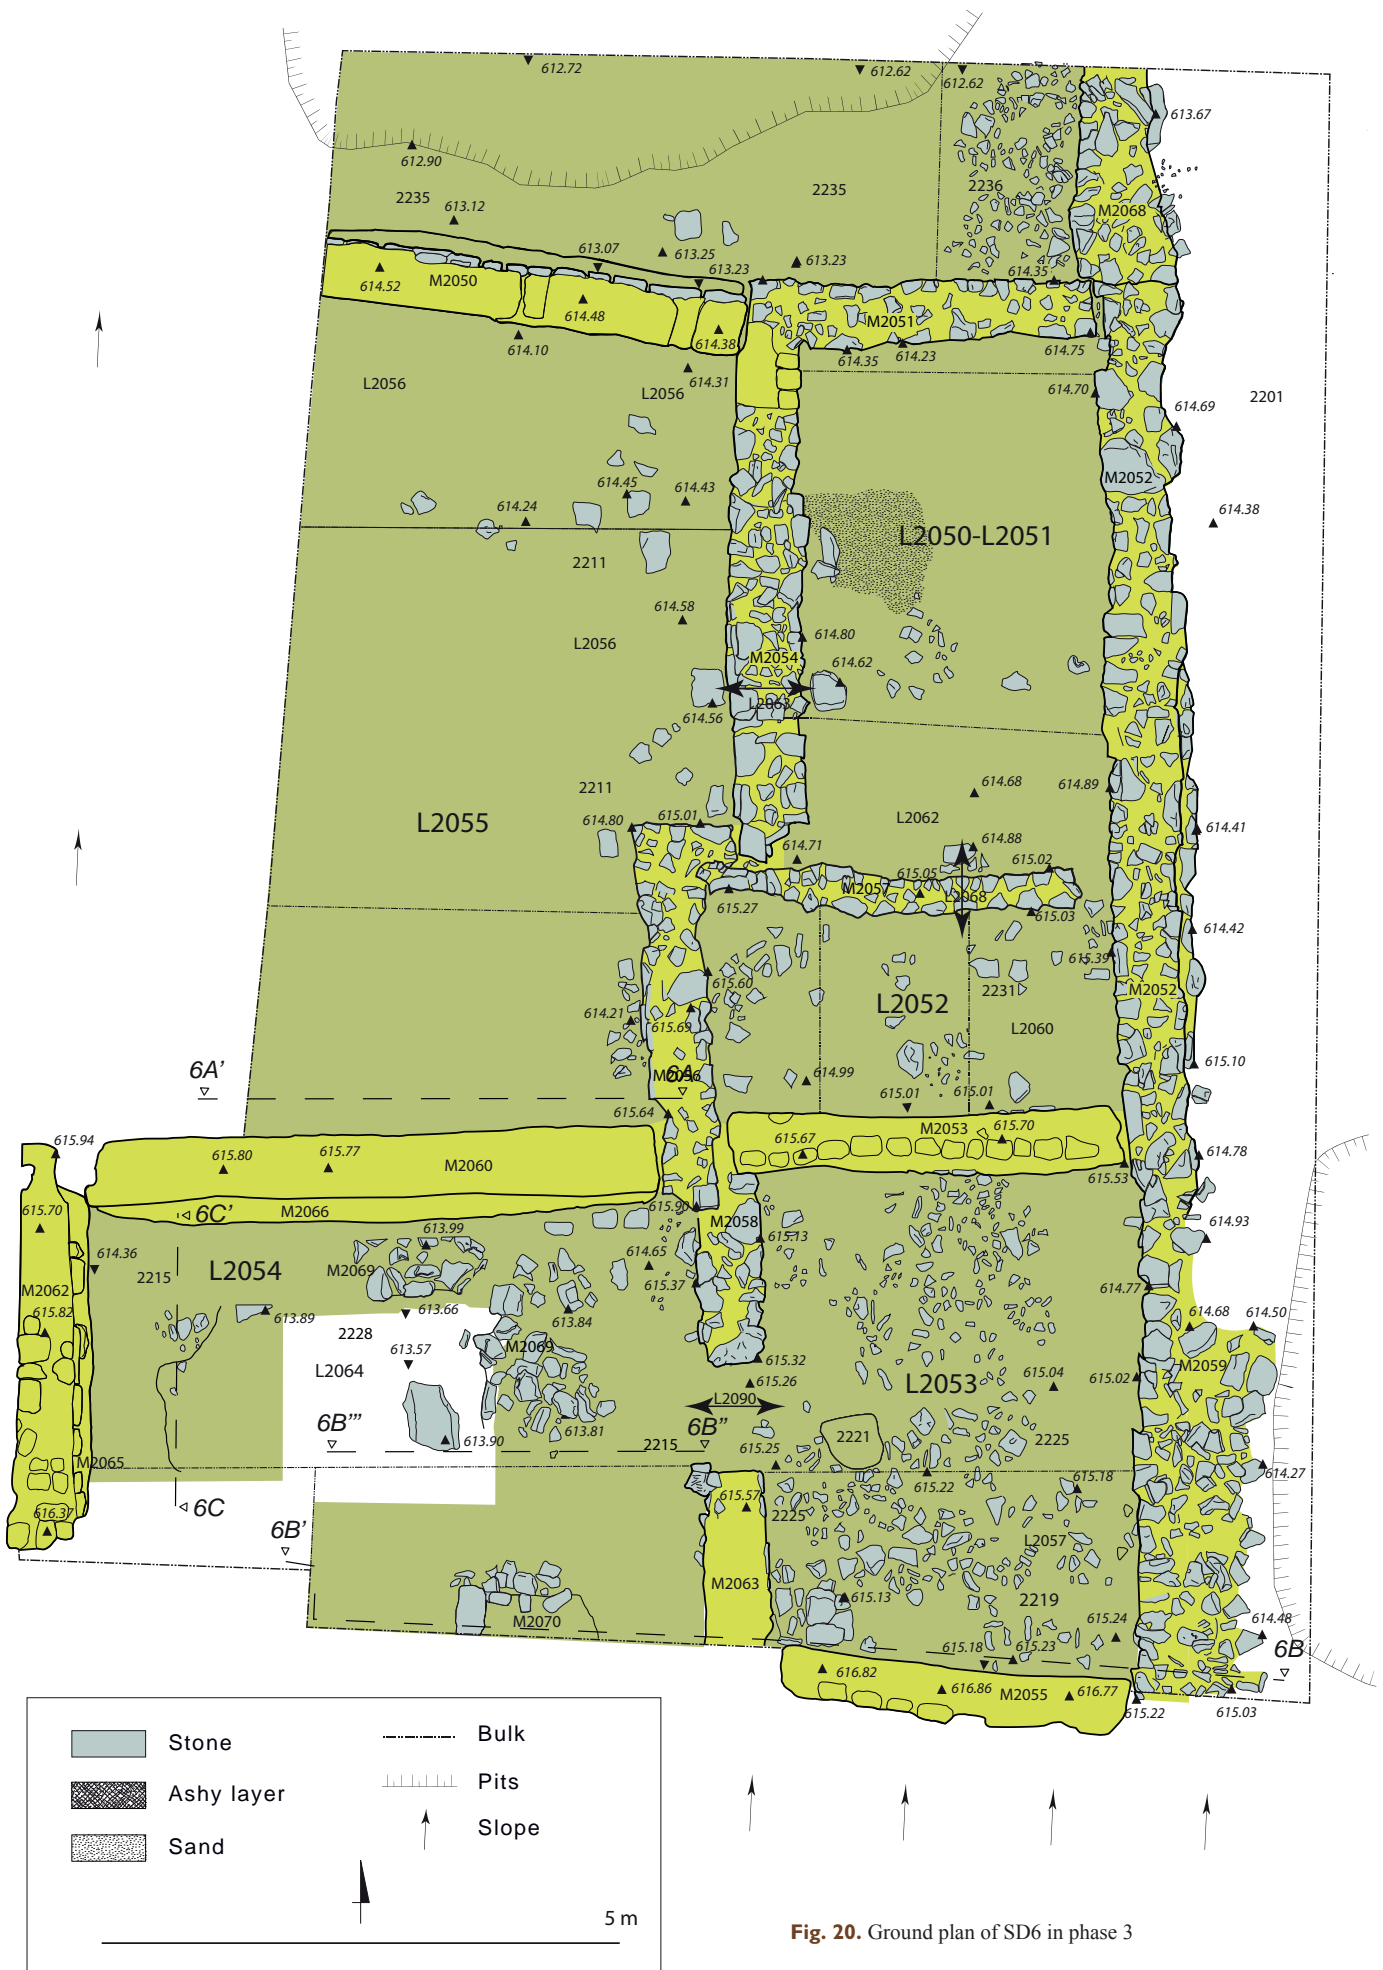 612.72
612.62
612.62
613.67
612.90
2235
2235
2236
613.12
M2068
613.07
613.25
613.23
613.23
614.35
614.52
M2050
614.48
M2051
614.38
614.10
614.35
614.23
614.75
L2056
614.31
L2056
614.70
2201
614.69
614.45
614.43
M2052
614.24
614.38
L2050-L2051
2211
614.58
L2056
614.80
M2054
614.62
L2063
614.56
614.68
614.89
2211
L2055
614.80
615.01
L2062
614.41
614.88
614.71
615.02
615.05
M2057
L2068
615.27
615.03
614.42
615.39
615.60
M2052
614.21
615.69
L2052
2231
L2060
6A'
M2056
6A
614.99
615.10
615.01
615.01
615.64
M2053
615.70
615.94
615.80
615.77
M2060
615.67
614.78
615.53
615.70
6C'
M2066
615.90
M2058
613.99
615.13
614.93
614.36
2215
L2054
M2069
614.65
615.37
614.77
M2062
615.82
613.89
613.66
613.84
614.68
614.50
2228
613.57
M2069
L2064
615.32
M2059
615.26
615.04
615.02
L2053
L2090
6B'''
6B''
613.90
613.81
2215
2221
2225
615.25
M2065
614.27
615.22
615.18
6C
616.37
615.57
2225
6B'
L2057
M2063
615.13
2219
M2070
615.24
614.48
615.18
615.23
6B
616.82
616.86
M2055
616.77
615.22
615.03
Stone
Bulk
Ashy layer
Pits
Sand
Slope
5 m
Fig. 20. Ground plan of SD6 in phase 3